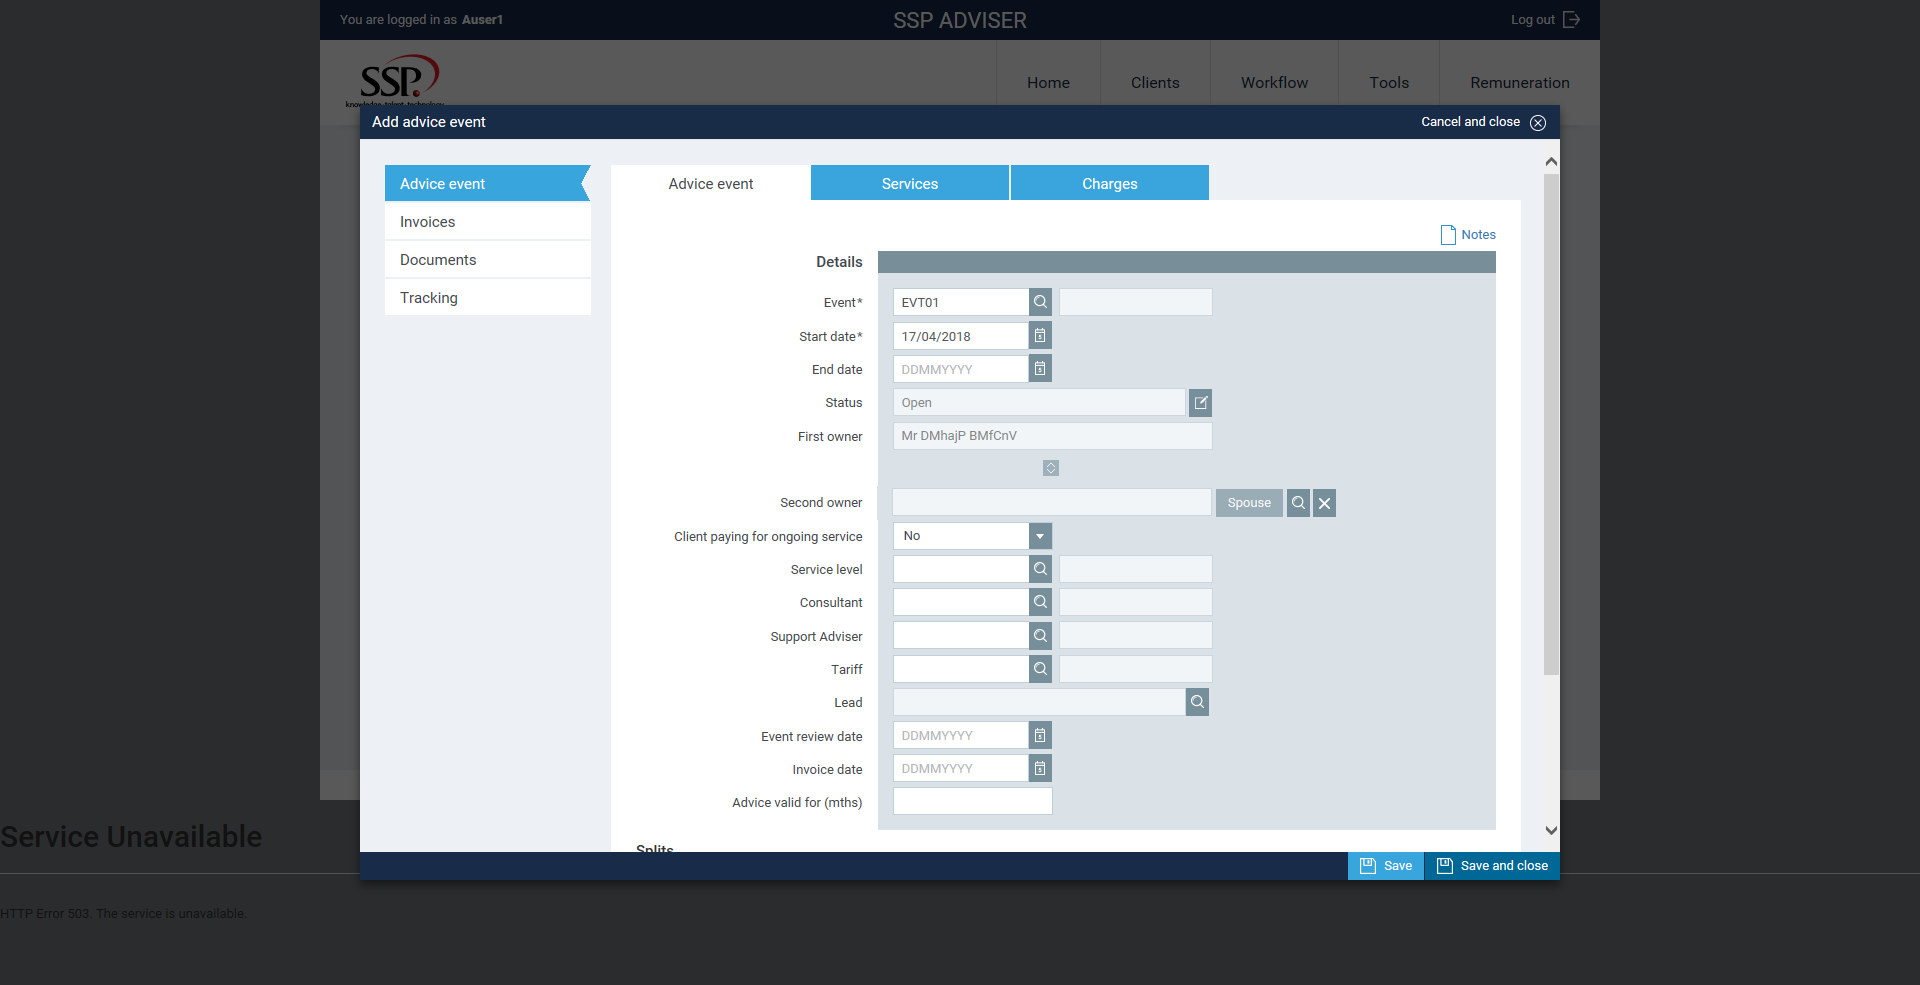 You are logged in as Auser1
SSP ADVISER
Log out
SSP
knowledge. talent. technology
Home
Clients
Workflow
Tools
Remuneration
Add advice event
Cancel and close
Advice event
Invoices
Documents
Tracking
Advice event
Services
Charges
Notes
Details
Event*
EVT01
Start date*
17/04/2018
End date
DDMMYYYY
Status
Open
First owner
Mr DMhajP BMfCnV
Second owner
Spouse
Client paying for ongoing service
No
Service level
Consultant
Support Adviser
Tariff
Lead
Event review date
DDMMYYYY
Invoice date
DDMMYYYY
Advice valid for (mths)
Splits
Save
Save and close
Service Unavailable
HTTP Error 503. The service is unavailable.